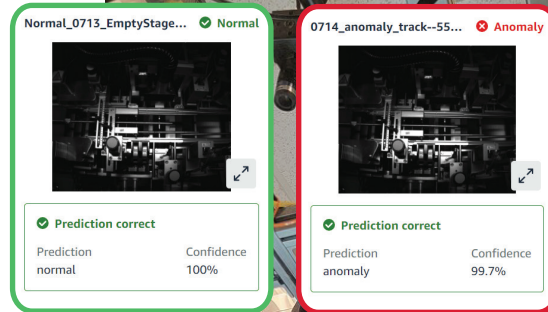 Normal_0713_EmptyStage... Normal
Prediction correct
Prediction Confidence
normal 100%
0714_anomaly_track--55... Anomaly
Prediction correct
Prediction Confidence
anomaly 99.7%